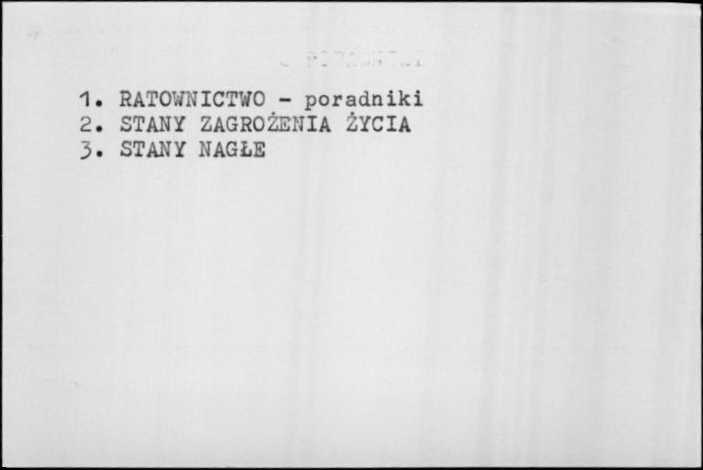 1. RATOWNICTWO - poradniki
2. STANY ZAGROŻENIA ŻYCIA
3. STANY NAGŁE